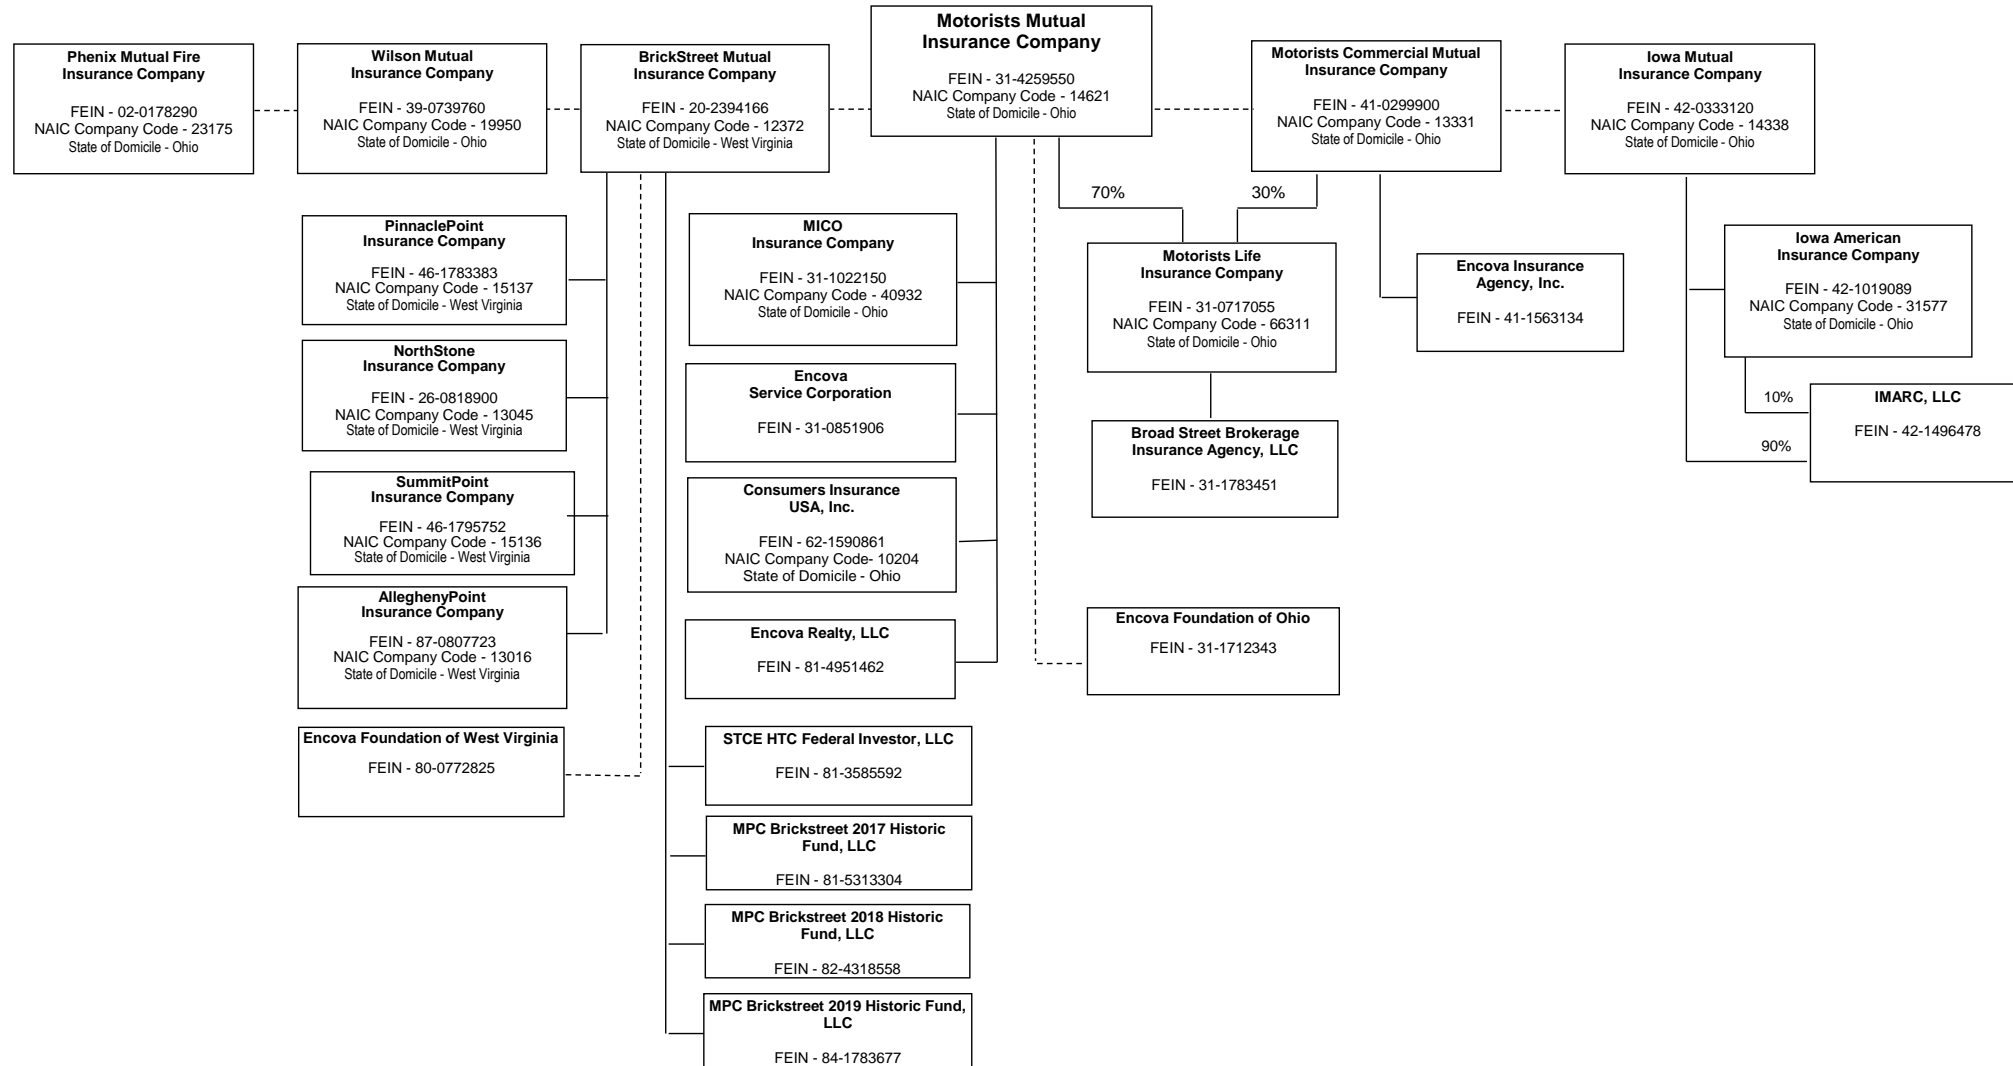 Motorists Mutual
Insurance Company
FEIN - 31-4259550
NAIC Company Code - 14621
State of Domicile - Ohio
Phenix Mutual Fire
Insurance Company
FEIN - 02-0178290
NAIC Company Code - 23175
State of Domicile - Ohio
Wilson Mutual
Insurance Company
FEIN - 39-0739760
NAIC Company Code - 19950
State of Domicile - Ohio
BrickStreet Mutual
Insurance Company
FEIN - 20-2394166
NAIC Company Code - 12372
State of Domicile - West Virginia
Motorists Commercial Mutual
Insurance Company
FEIN - 41-0299900
NAIC Company Code - 13331
State of Domicile - Ohio
Iowa Mutual
Insurance Company
FEIN - 42-0333120
NAIC Company Code - 14338
State of Domicile - Ohio
70%
30%
PinnaclePoint
Insurance Company
FEIN - 46-1783383
NAIC Company Code - 15137
State of Domicile - West Virginia
MICO
Insurance Company
FEIN - 31-1022150
NAIC Company Code - 40932
State of Domicile - Ohio
Motorists Life
Insurance Company
FEIN - 31-0717055
NAIC Company Code - 66311
State of Domicile - Ohio
Encova Insurance
Agency, Inc.
FEIN - 41-1563134
Iowa American
Insurance Company
FEIN - 42-1019089
NAIC Company Code - 31577
State of Domicile - Ohio
NorthStone
Insurance Company
FEIN - 26-0818900
NAIC Company Code - 13045
State of Domicile - West Virginia
Encova
Service Corporation
FEIN - 31-0851906
Broad Street Brokerage
Insurance Agency, LLC
FEIN - 31-1783451
10%
90%
IMARC, LLC
FEIN - 42-1496478
SummitPoint
Insurance Company
FEIN - 46-1795752
NAIC Company Code - 15136
State of Domicile - West Virginia
Consumers Insurance
USA, Inc.
FEIN - 62-1590861
NAIC Company Code- 10204
State of Domicile - Ohio
AlleghenyPoint
Insurance Company
FEIN - 87-0807723
NAIC Company Code - 13016
State of Domicile - West Virginia
Encova Realty, LLC
FEIN - 81-4951462
Encova Foundation of Ohio
FEIN - 31-1712343
Encova Foundation of West Virginia
FEIN - 80-0772825
STCE HTC Federal Investor, LLC
FEIN - 81-3585592
MPC Brickstreet 2017 Historic
Fund, LLC
FEIN - 81-5313304
MPC Brickstreet 2018 Historic
Fund, LLC
FEIN - 82-4318558
MPC Brickstreet 2019 Historic Fund,
LLC
FEIN - 84-1783677